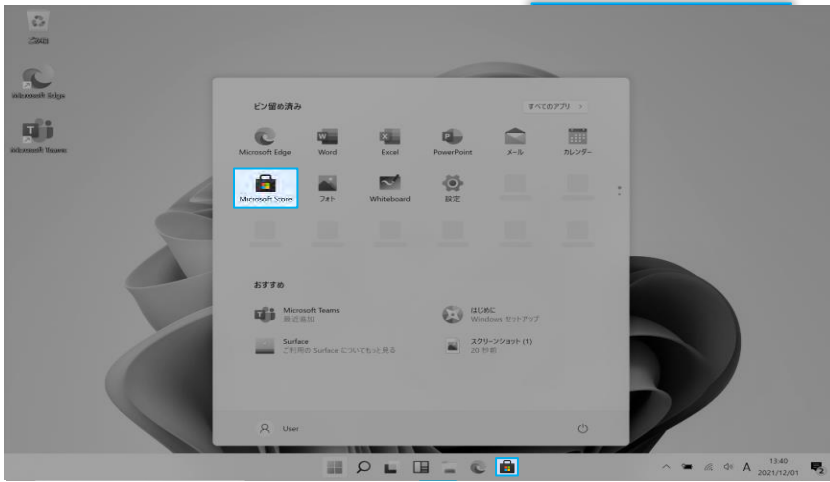 ごみ箱
Microsoft Edge
Microsoft Teams
ピン留め済み
すべてのアプリ >
Microsoft Edge
Word
Excel
PowerPoint
メール
カレンダー
Microsoft Score
フォト
Whiteboard
設定
おすすめ
Microsoft Teams
最近追加
はじめに
Windows セットアップ
Surface
ご利用の Surface についてもっと見る
スクリーンショット (1)
20 秒前
User
A
13:40
2021/12/01